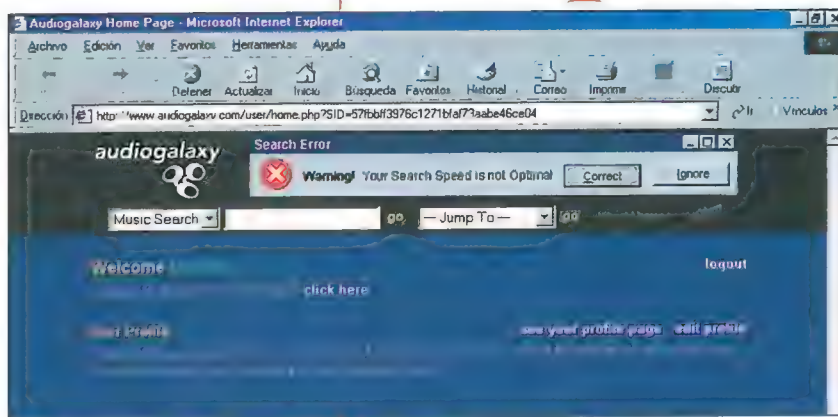 Audiogalaxy Home Page - Microsoft Internet Explorer
Archivo Edición Ver Favoritos Herramientas Ayuda
Detener Actualizar Inicio Búsqueda Favoritos Historial Correo Imprimir Discutir
Dirección http://www.audiogalaxy.com/user/home.php?SID=57fbbff3976c1271bfaf73aabe46ce04 Ir Vínculos
audiogalaxy
Search Error
Warning! Your Search Speed is not Optimal Correct Ignore
Music Search go — Jump To — go
Welcome logout
click here
see your profile page edit profile